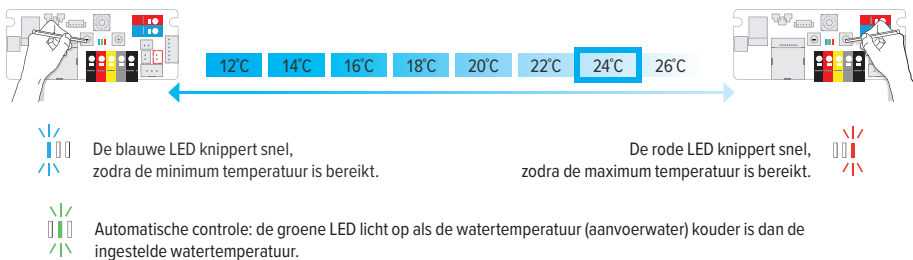 12°C 14°C 16°C 18°C 20°C 22°C 24°C 26°C
De blauwe LED knippert snel,
zodra de minimum temperatuur is bereikt.
De rode LED knippert snel,
zodra de maximum temperatuur is bereikt.
Automatische controle: de groene LED licht op als de watertemperatuur (aanvoerwater) kouder is dan de
ingestelde watertemperatuur.